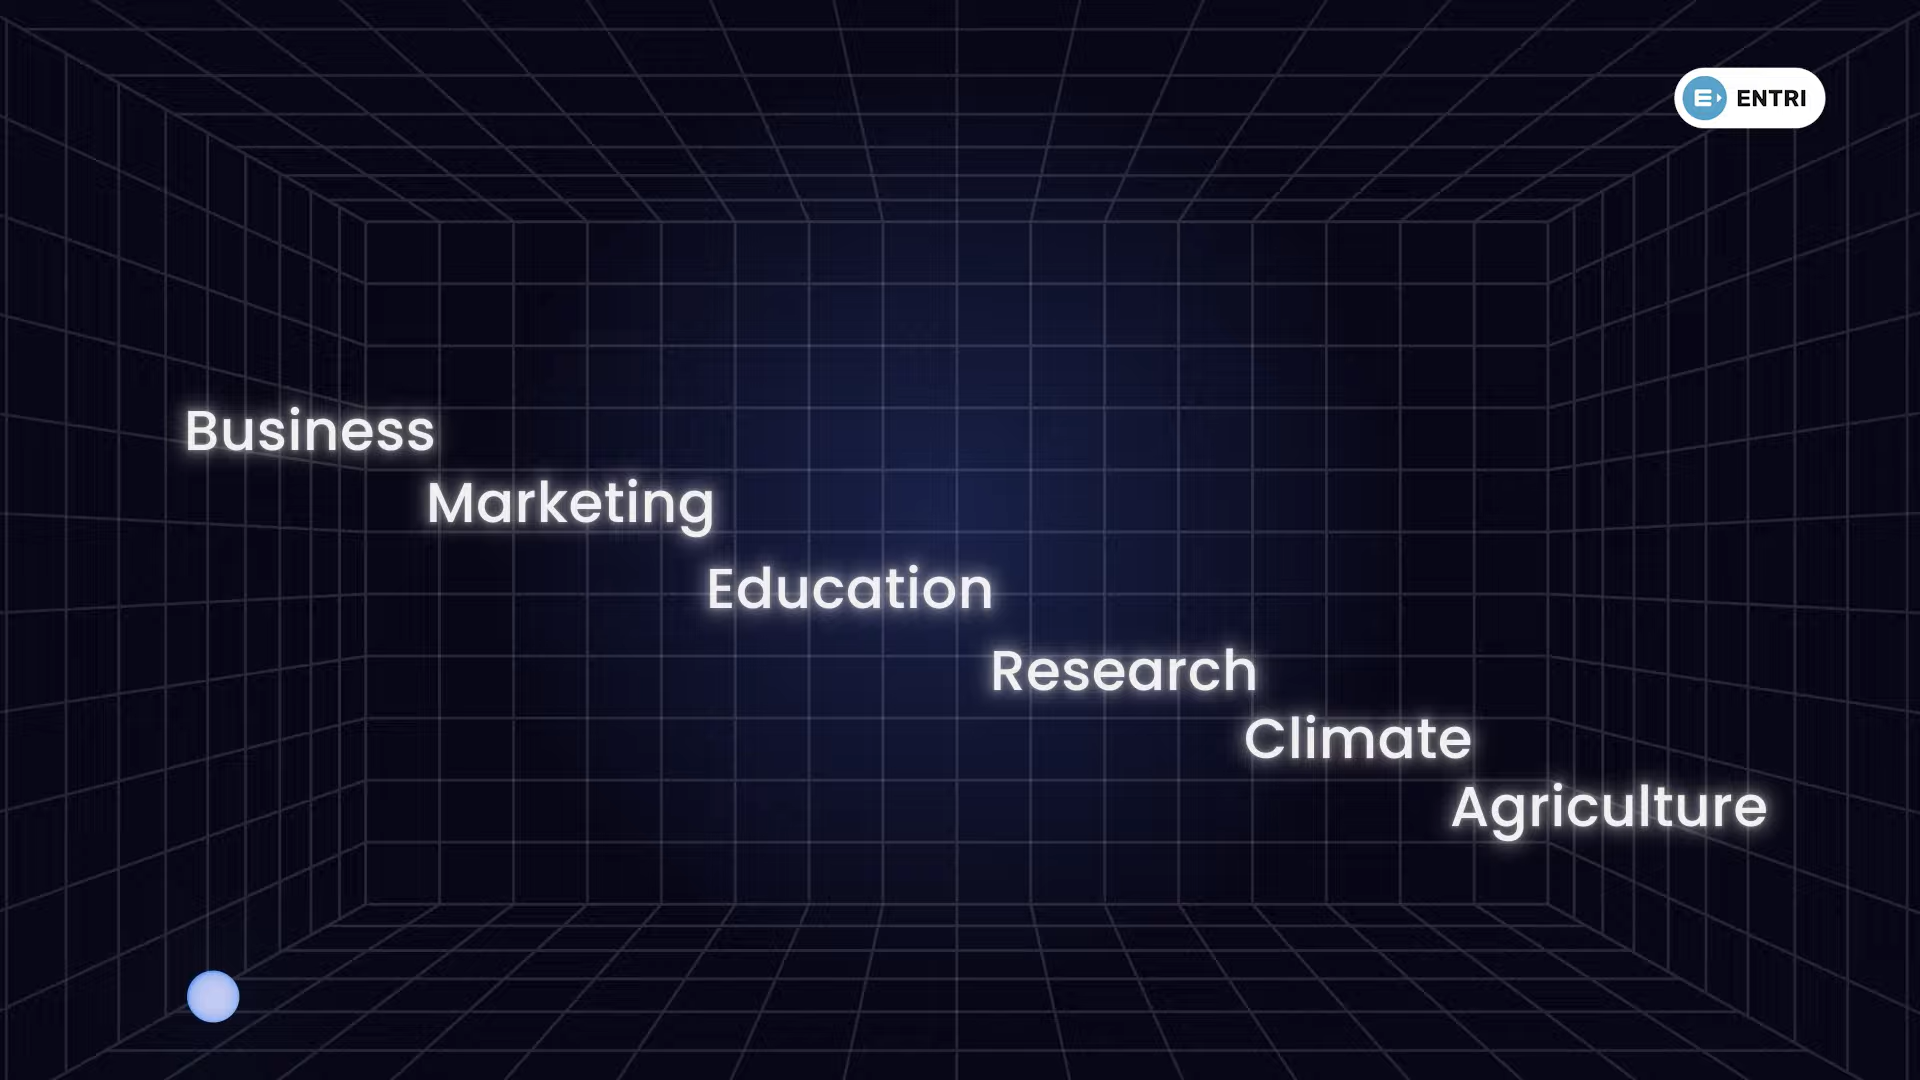 ENTRI
Business
Marketing
Education
Research
Climate
Agriculture